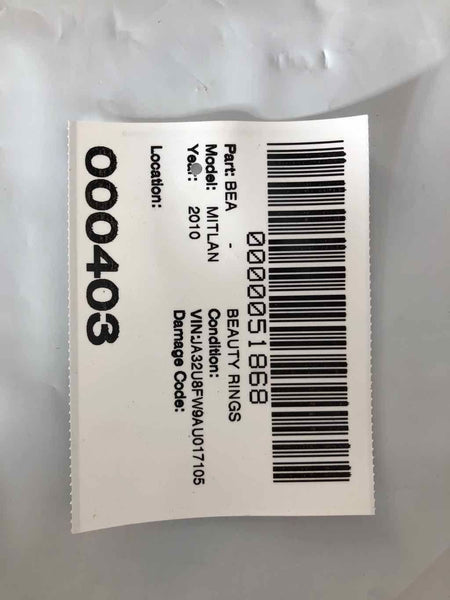 0000051868
Part: BEA - BEAUTY RINGS
Model: MITLAN Condition:
Year: 2010 VIN:JA32U8FW9AU017105
Damage Code:
Location:
000403